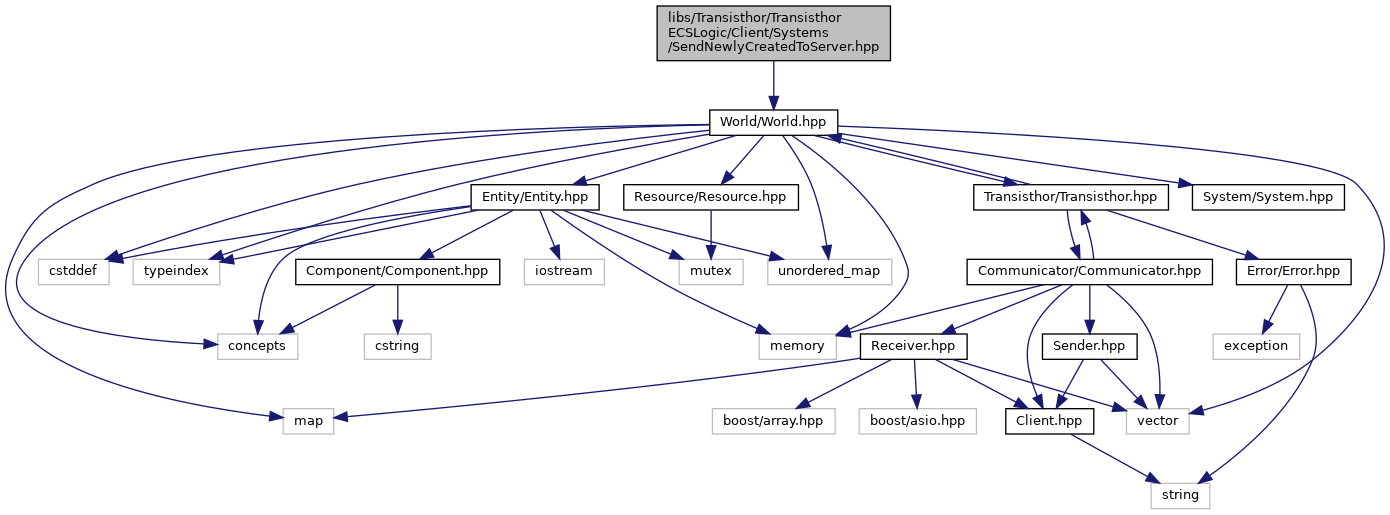 libs/Transisthor/Transisthor
ECSLogic/Client/Systems
/SendNewlyCreatedToServer.hpp
World/World.hpp
Entity/Entity.hpp
Resource/Resource.hpp
Transisthor/Transisthor.hpp
System/System.hpp
cstddef
typeindex
Component/Component.hpp
iostream
mutex
unordered_map
Communicator/Communicator.hpp
Error/Error.hpp
concepts
cstring
memory
Receiver.hpp
Sender.hpp
exception
map
boost/array.hpp
boost/asio.hpp
Client.hpp
vector
string